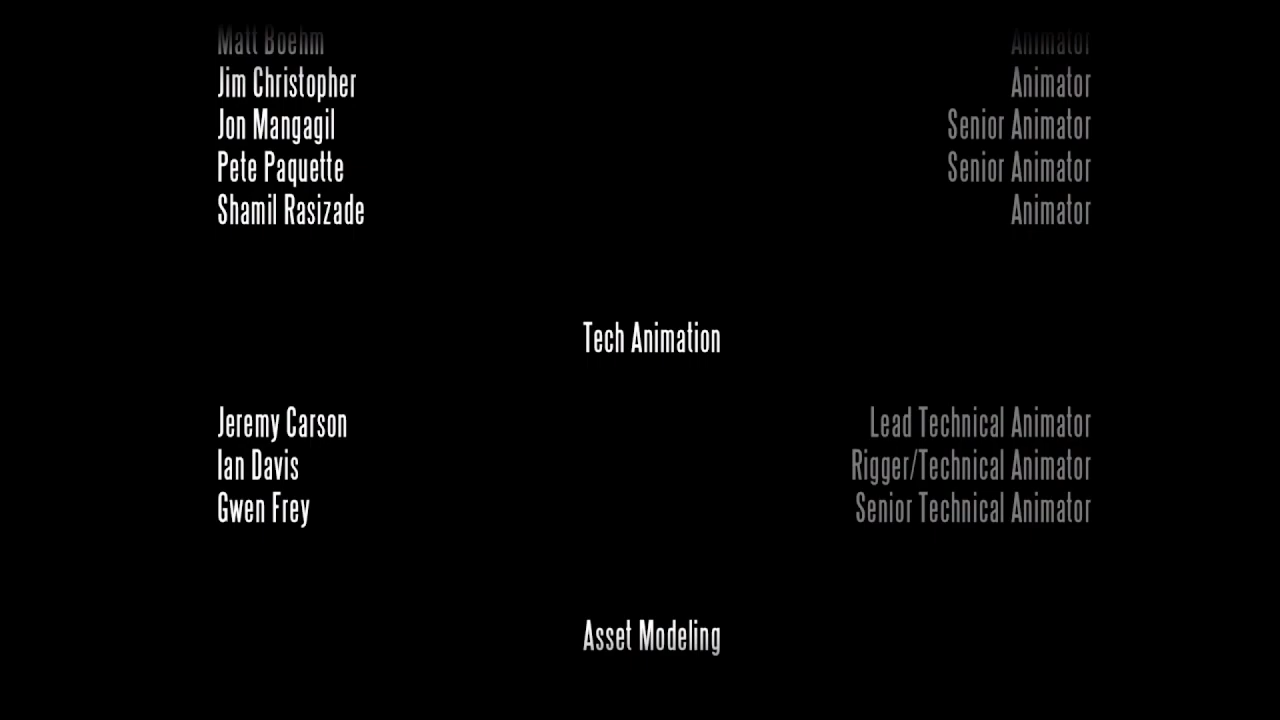 Matt Boehm Animator
Jim Christopher Animator
Jon Mangagil Senior Animator
Pete Paquette Senior Animator
Shamil Rasizade Animator
Tech Animation
Jeremy Carson Lead Technical Animator
Ian Davis Rigger/Technical Animator
Gwen Frey Senior Technical Animator
Asset Modeling